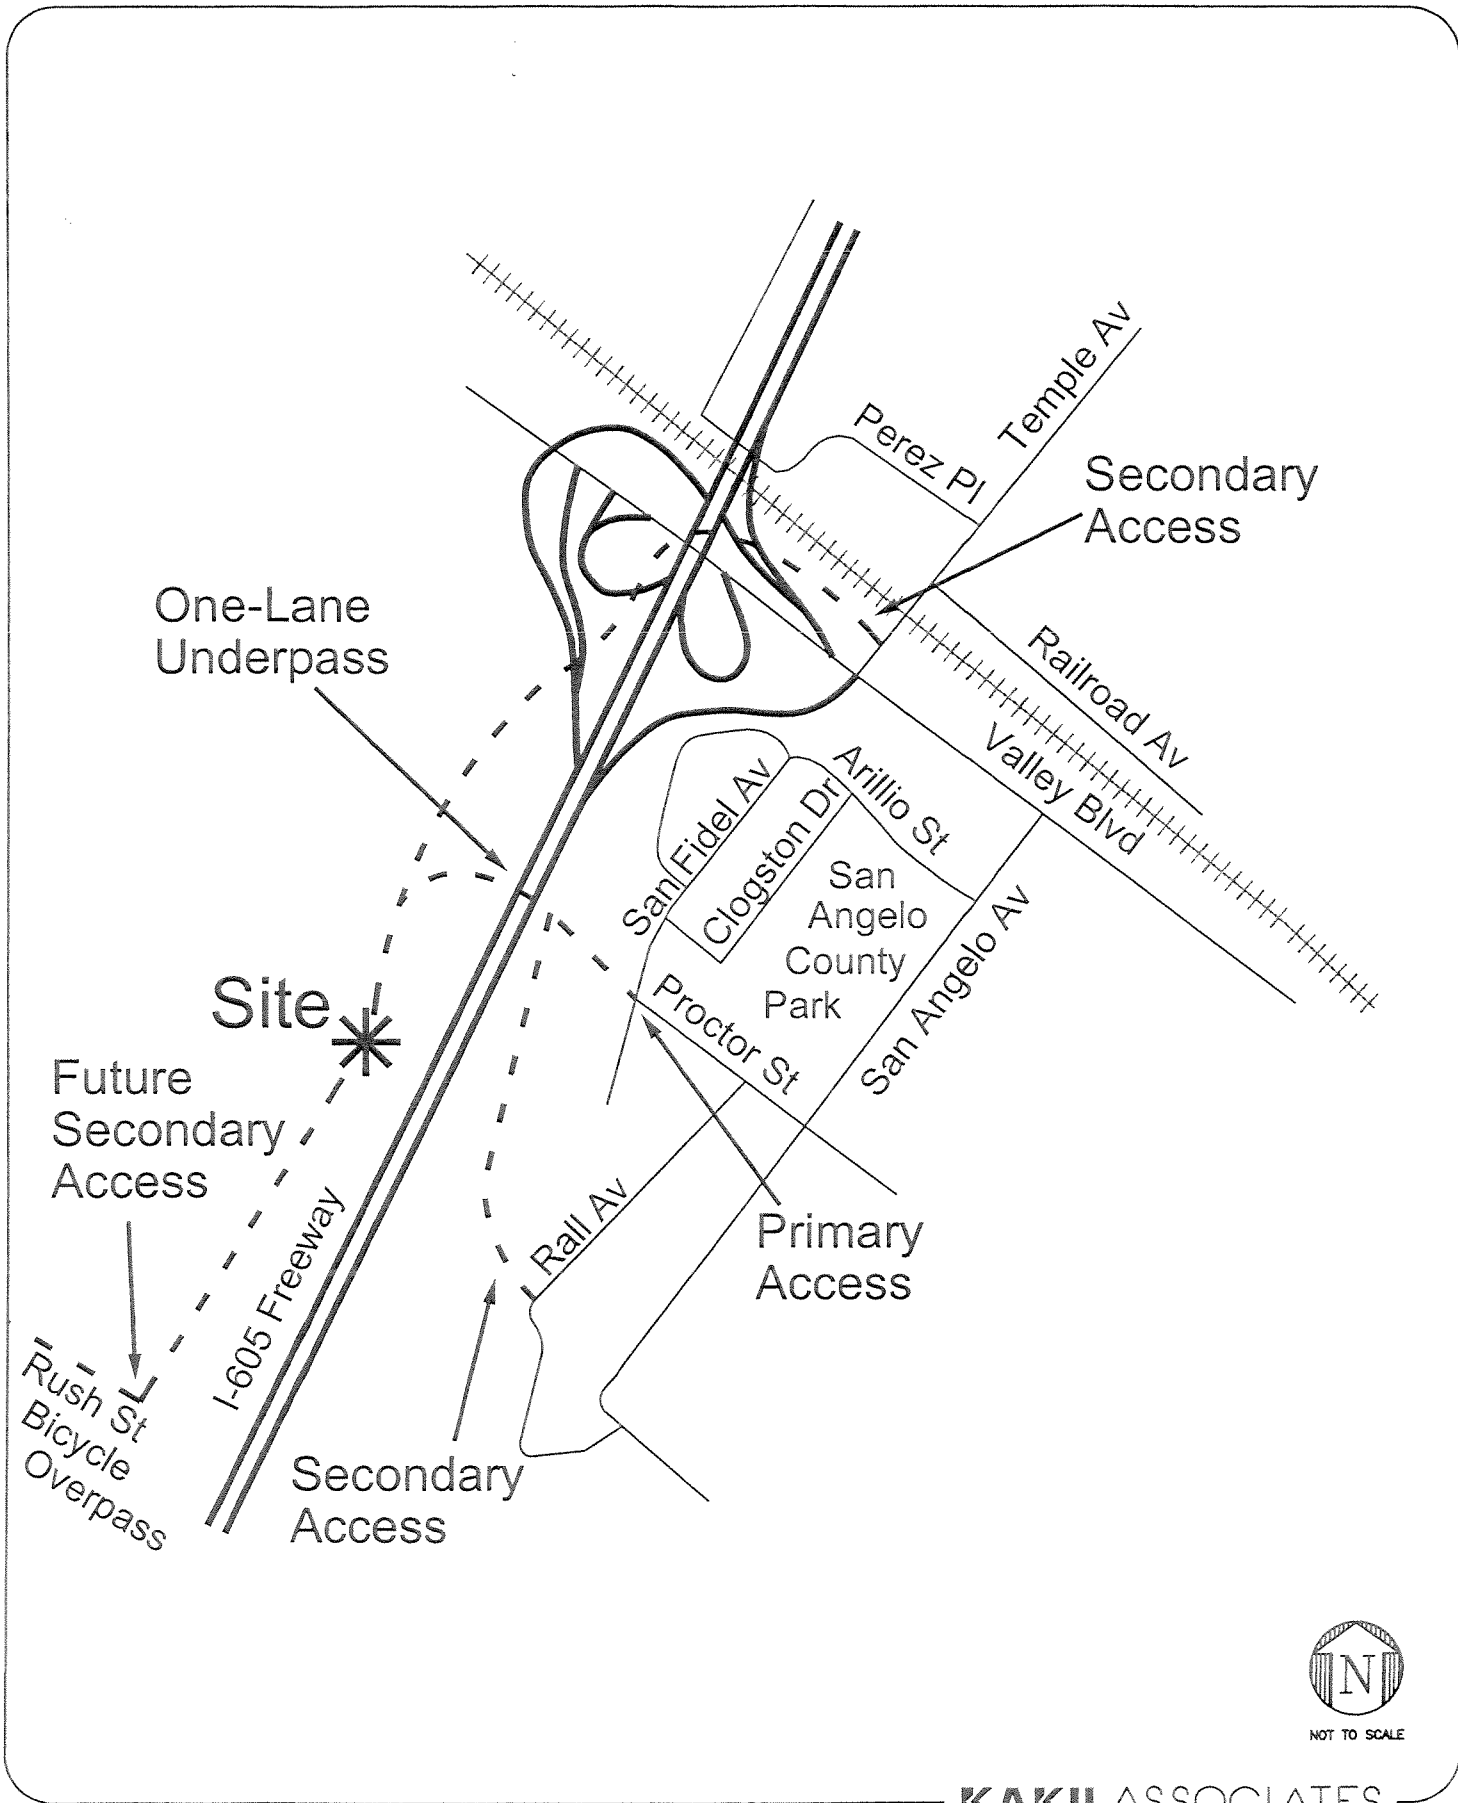 Temple Av
Perez Pl
Secondary
Access
One-Lane
Underpass
Railroad Av
Valley Blvd
Arillio St
San Fidel Av
Clogston Dr
San
Angelo
County
Park
San Angelo Av
Site
Proctor St
Future
Secondary
Access
Rall Av
Primary
Access
I-605 Freeway
Rush St
Bicycle
Overpass
Secondary
Access
N
NOT TO SCALE
ASSOCIATES